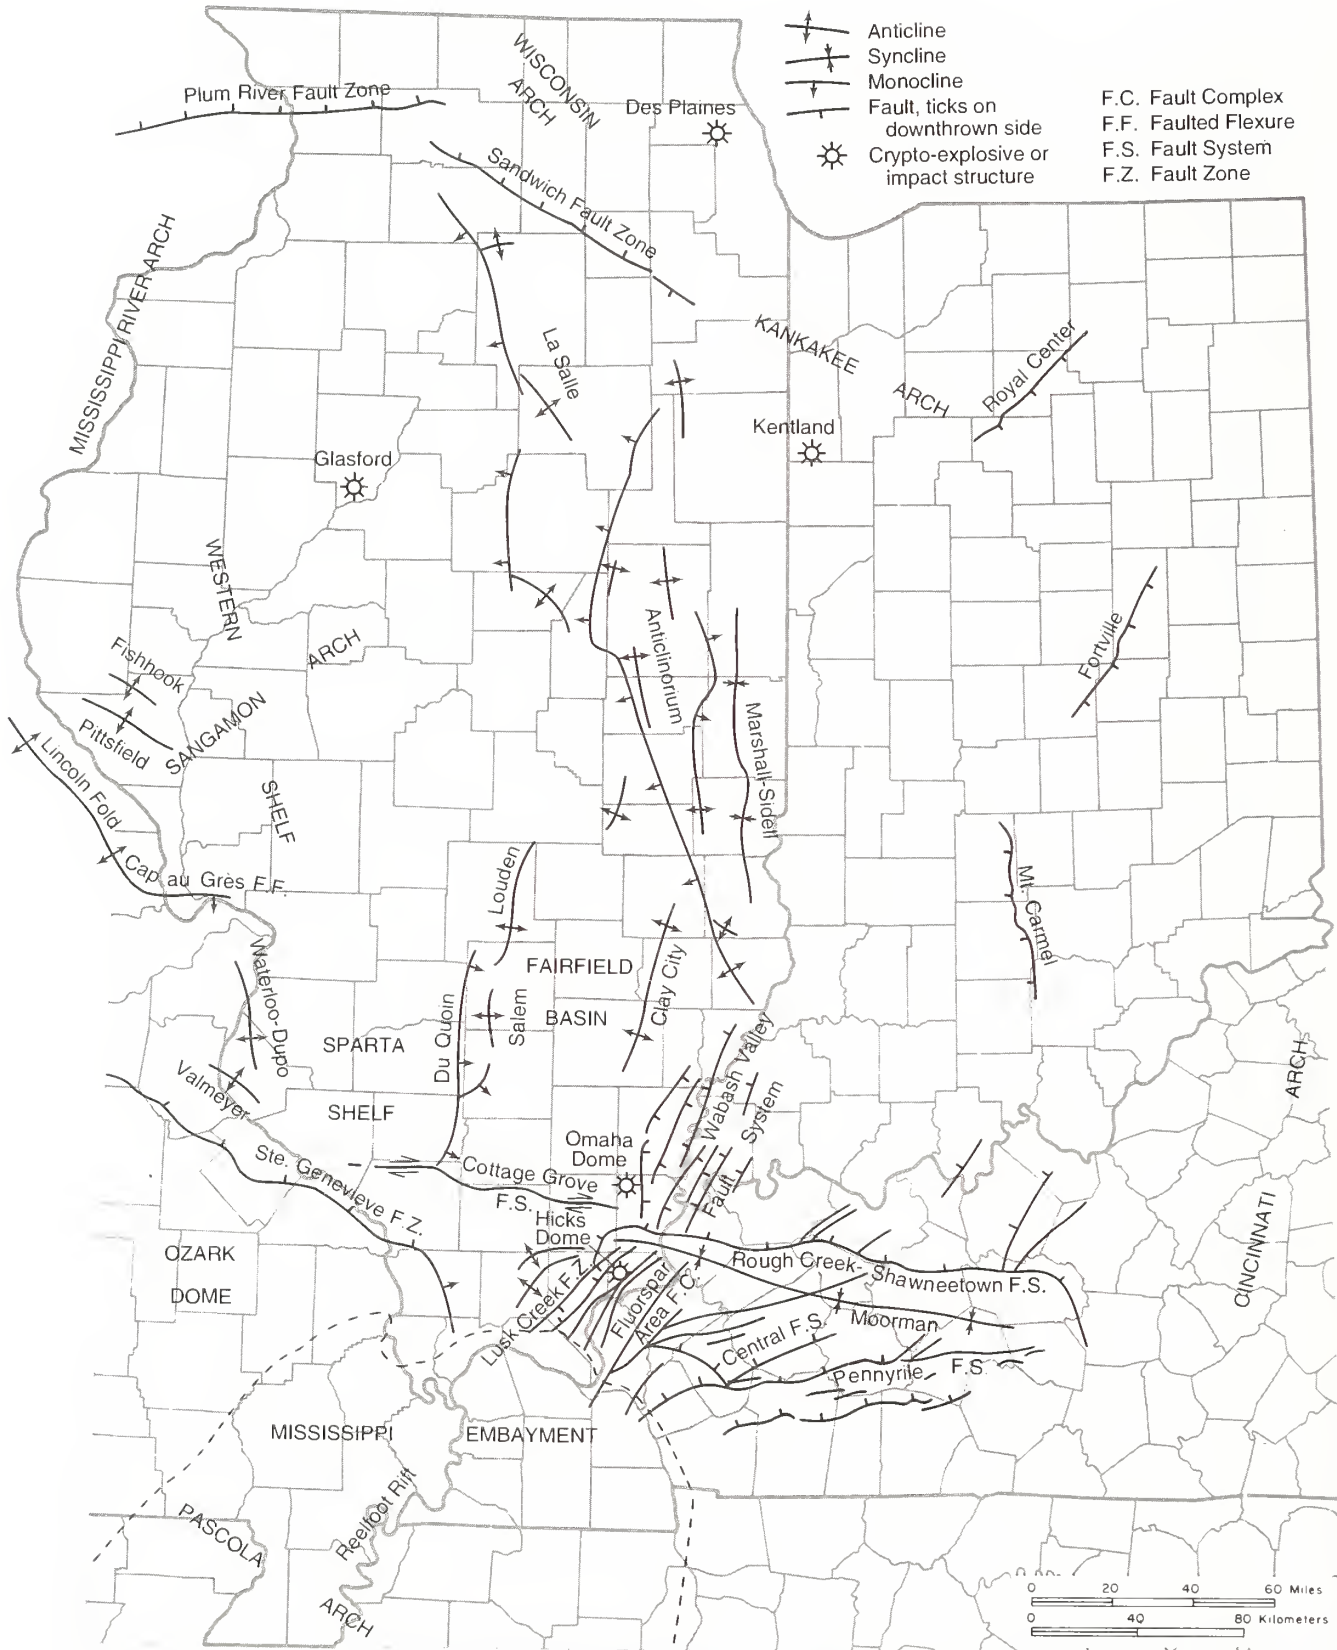 Anticline
Syncline
Monocline
Fault, ticks on
downthrown side
Crypto-explosive or
impact structure
F.C. Fault Complex
F.F. Faulted Flexure
F.S. Fault System
F.Z. Fault Zone
WISCONSIN
ARCH
Plum River Fault Zone
Des Plaines
Sandwich Fault Zone
MISSISSIPPI RIVER ARCH
KANKAKEE
ARCH
Royal Center
La Salle
Anticlinorium
Kentland
Glasford
WESTERN
SHELF
Fortville
SANGAMON
ARCH
Fishhook
Pittsfield
Lincoln Fold
Cap au Grès F.F.
Marshall-Sidell
Mt. Carmel
Louden
FAIRFIELD
BASIN
Clay City
Salem
Du Quoin
Waterloo-Dupo
Valmeyer
SPARTA
SHELF
Wabash Valley
Fault
System
CINCINNATI
ARCH
Omaha
Dome
Ste. Genevieve F.Z.
Cottage Grove
F.S.
Hicks
Dome
OZARK
DOME
Rough Creek-
Shawneetown F.S.
Lusk Creek F.Z.
Fluorspar
Area F.C.
Moorman
Central F.S.
Pennyrile
F.S.
MISSISSIPPI
EMBAYMENT
Reelfoot Rift
PASCOLA
ARCH
0 20 40 60 Miles
0 40 80 Kilometers